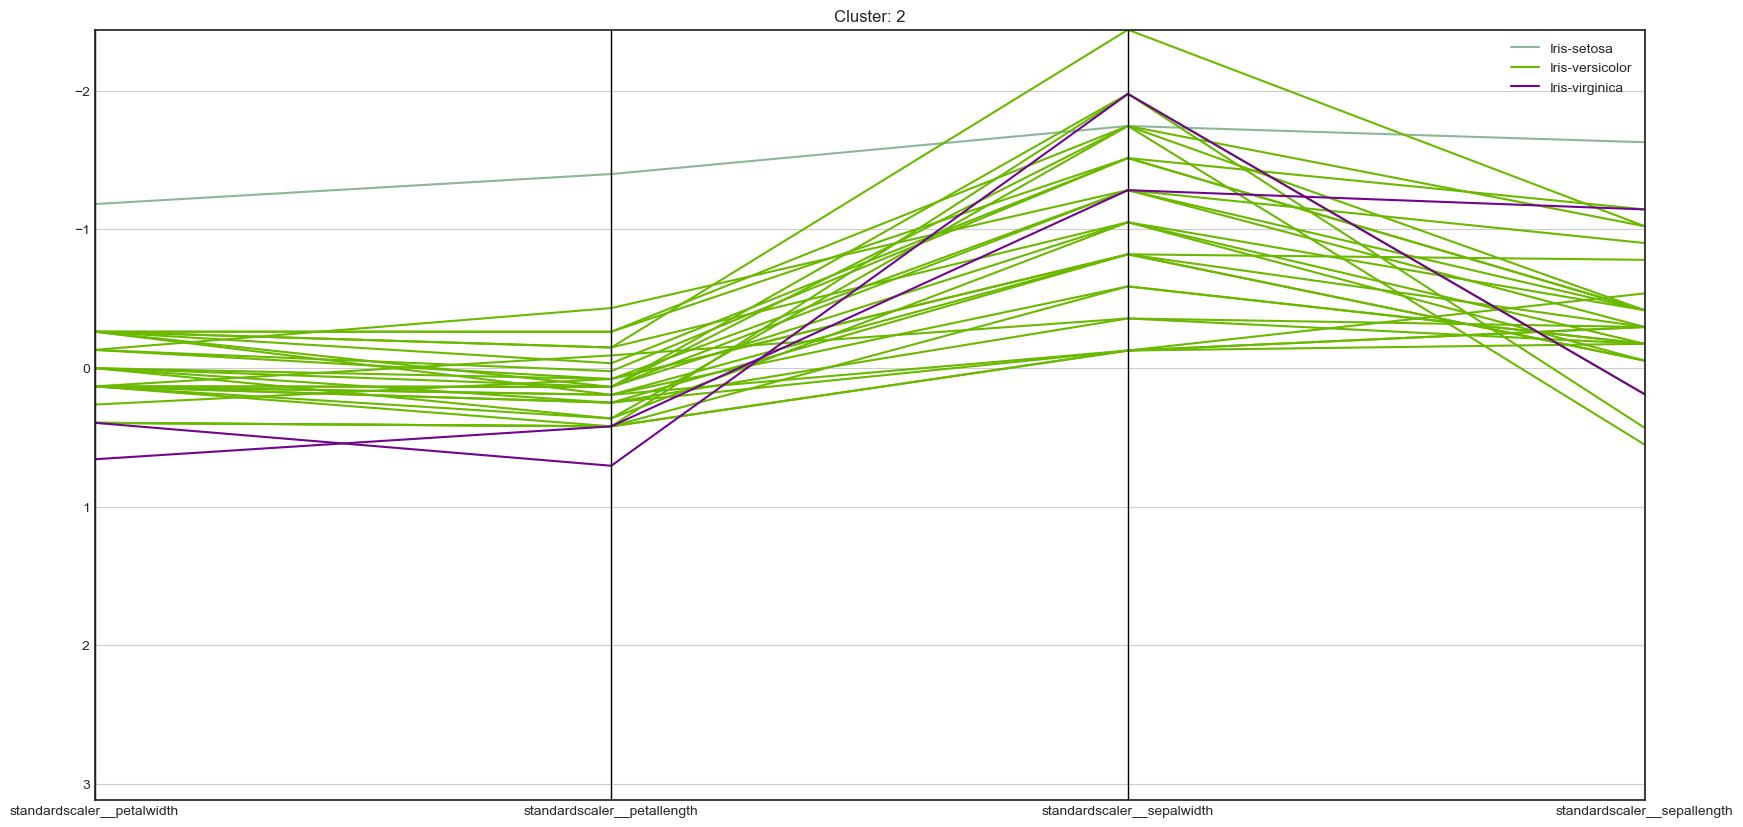 Cluster: 2
Iris-setosa
Iris-versicolor
Iris-virginica
−2
−1
0
1
2
3
standardscaler__petalwidth
standardscaler__petallength
standardscaler__sepalwidth
standardscaler__sepallength